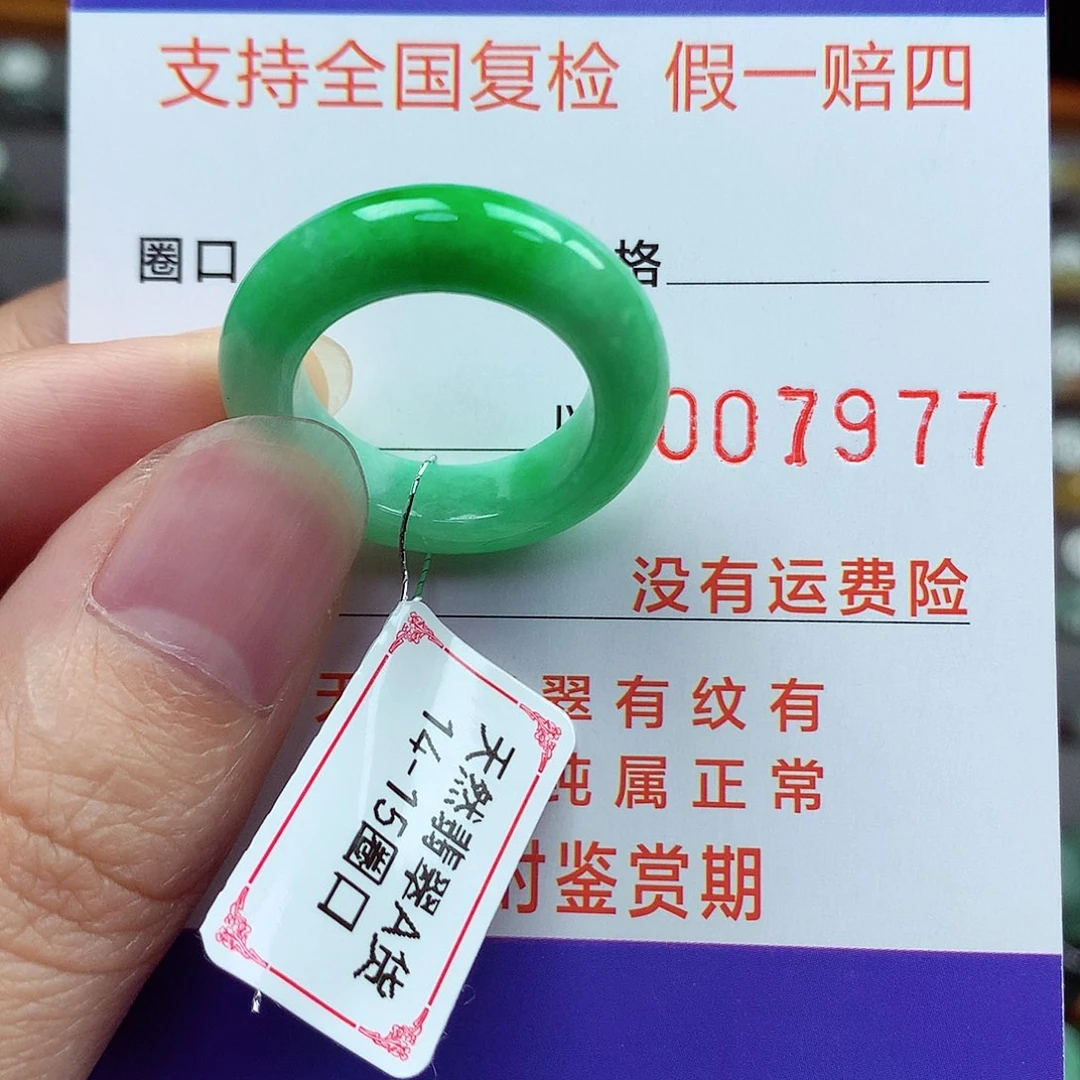 支持全国复检 假一赔四
圈口
格
007977
没有运费险
翠有纹有
纯属正常
时鉴赏期
天然翡翠A货
14-15圈口